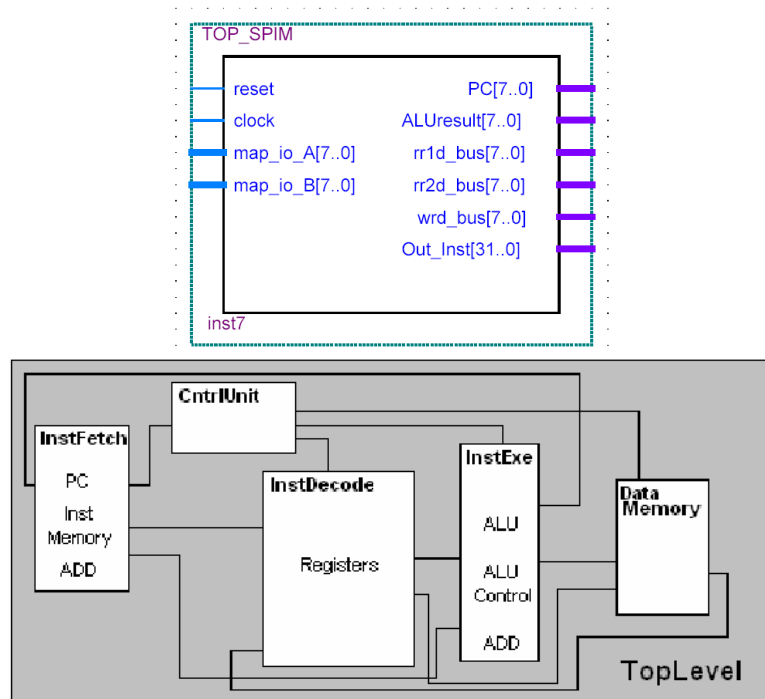 TOP_SPIM
reset
clock
map_io_A[7..0]
map_io_B[7..0]
PC[7..0]
ALUresult[7..0]
rr1d_bus[7..0]
rr2d_bus[7..0]
wrd_bus[7..0]
Out_Inst[31..0]
inst7
CntrlUnit
InstFetch
PC
Inst
Memory
ADD
InstDecode
Registers
InstExe
ALU
ALU
Control
ADD
Data
Memory
TopLevel